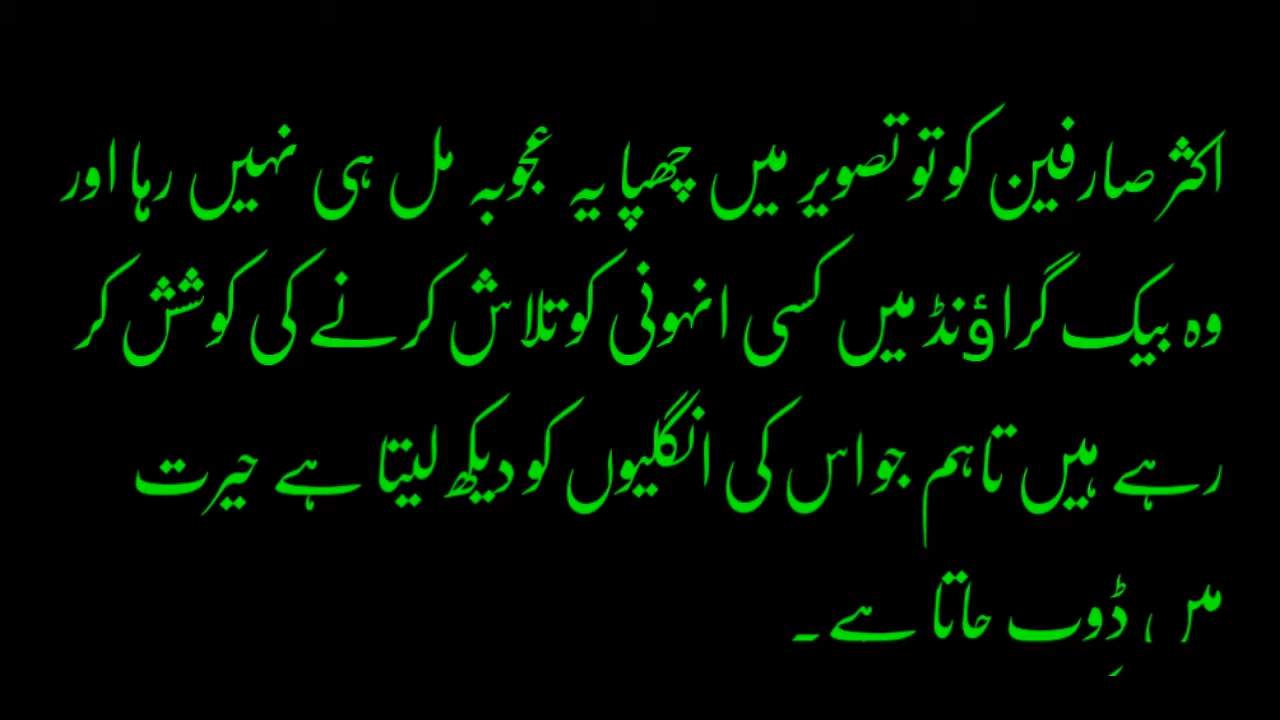 اکثر صارفین کو تو تصویر میں چھپا یہ عجوبہ مل ہی نہیں رہا اور
وہ بیک گراؤنڈ میں کسی انہونی کو تلاش کرنے کی کوشش کر
رہے ہیں تاہم جو اس کی انگلیوں کو دیکھ لیتا ہے حیرت
میں ڈوب جاتا ہے۔